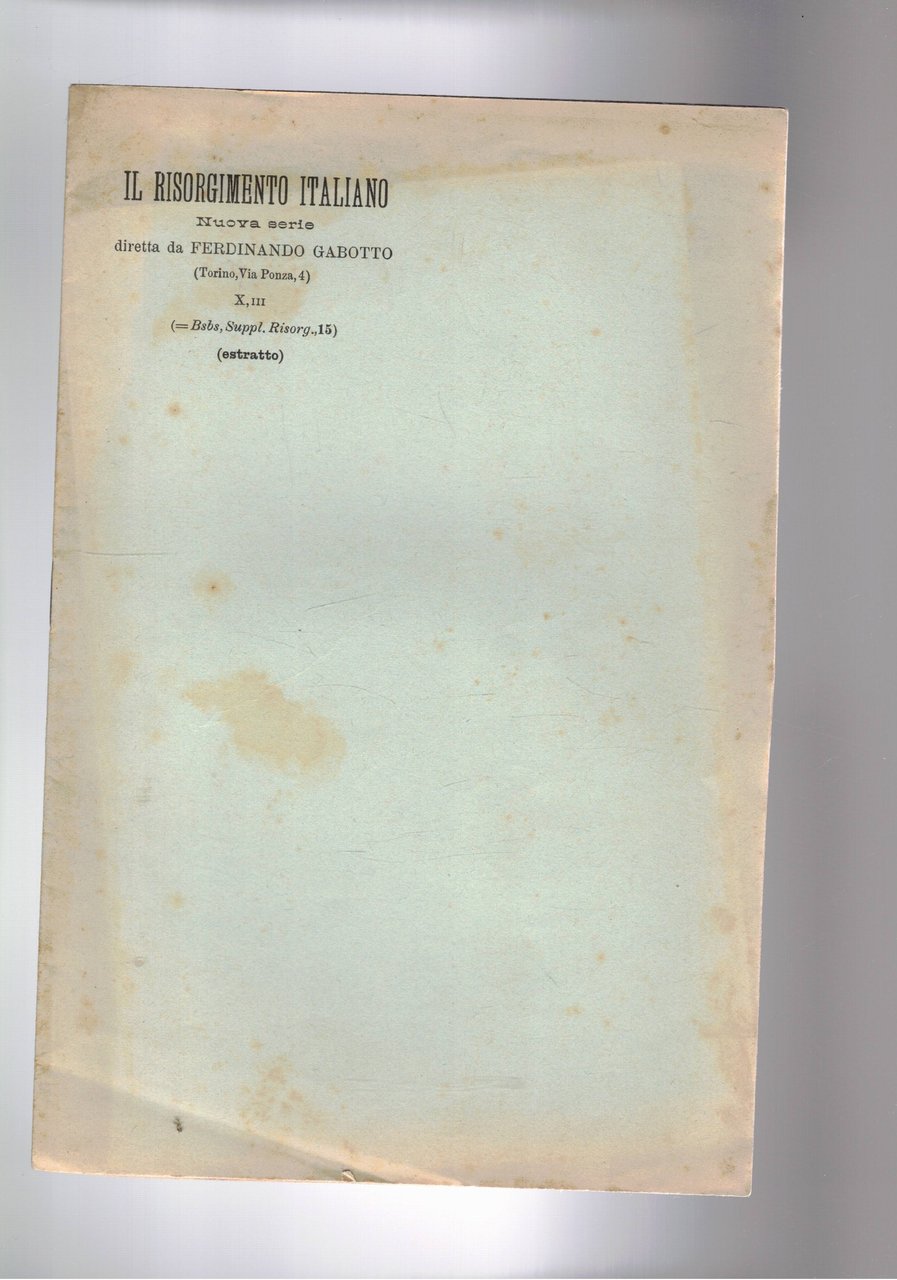 IL RISORGIMENTO ITALIANO
Nuova serie
diretta da FERDINANDO GABOTTO
(Torino, Via Ponza, 4)
X, III
(= Bsbs, Suppl. Risorg., 15)
(estratto)